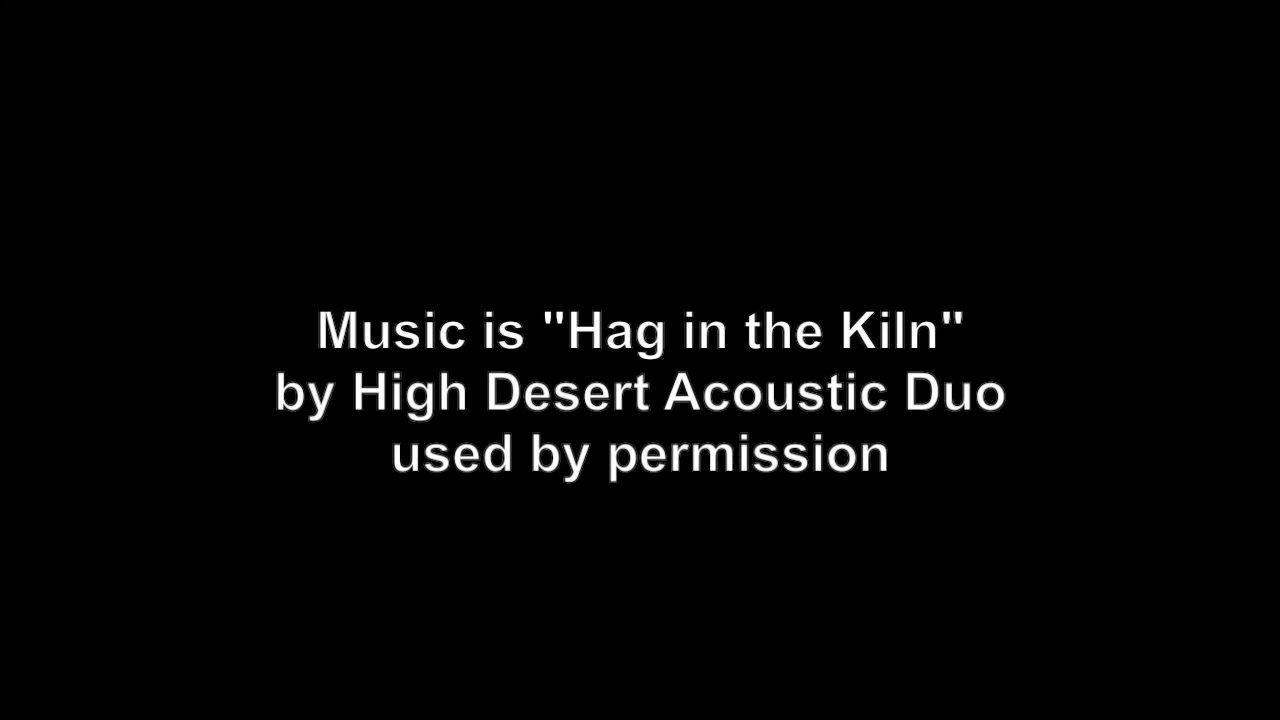 Music is "Hag in the Kiln"
by High Desert Acoustic Duo
used by permission